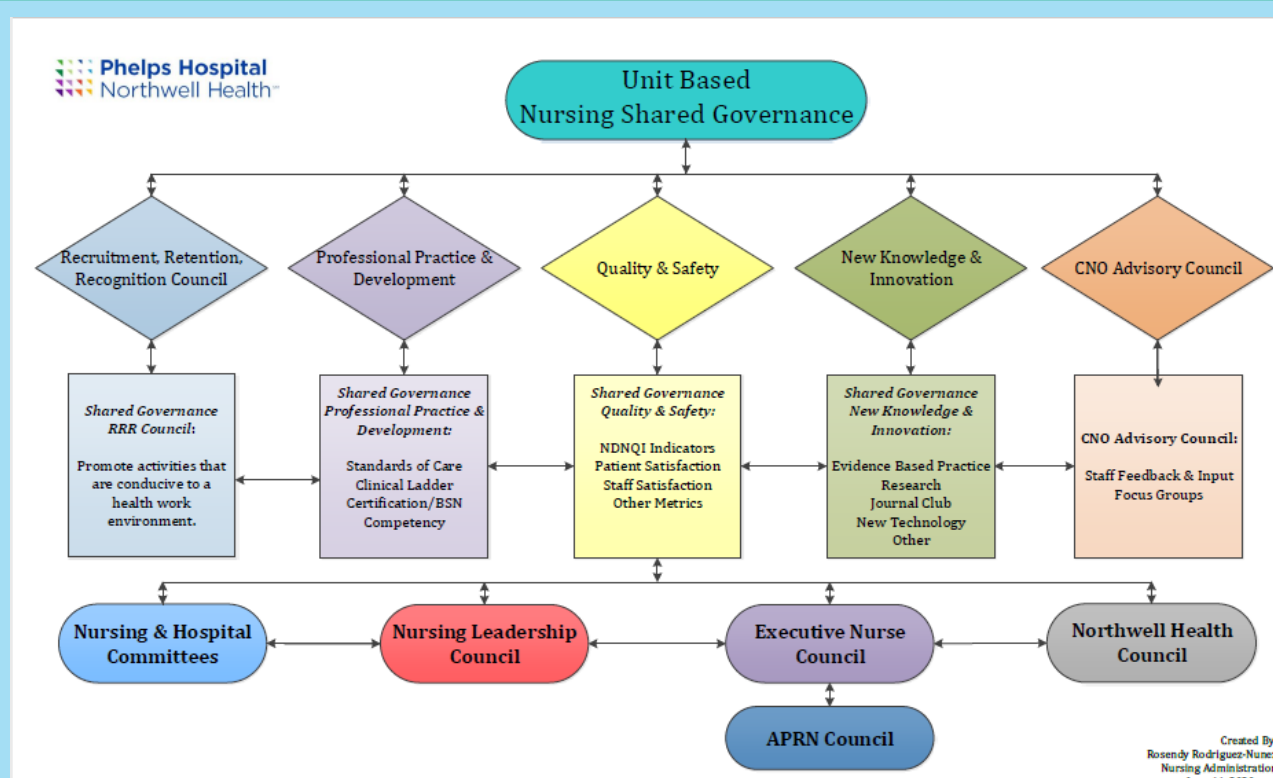 Phelps Hospital
Northwell Health
Unit Based
Nursing Shared Governance
Recruitment, Retention,
Recognition Council
Professional Practice &
Development
Quality & Safety
New Knowledge &
Innovation
CNO Advisory Council
Shared Governance
RRR Council:
Promote activities that
are conducive to a
health work
environment.
Shared Governance
Professional Practice &
Development:
Standards of Care
Clinical Ladder
Certification/BSN
Competency
Shared Governance
Quality & Safety:
NDNQI Indicators
Patient Satisfaction
Staff Satisfaction
Other Metrics
Shared Governance
New Knowledge &
Innovation:
Evidence Based Practice
Research
Journal Club
New Technology
Other
CNO Advisory Council:
Staff Feedback & Input
Focus Groups
Nursing & Hospital
Committees
Nursing Leadership
Council
Executive Nurse
Council
Northwell Health
Council
APRN Council
Created By
Rosendy Rodriguez-Nunez
Nursing Administration